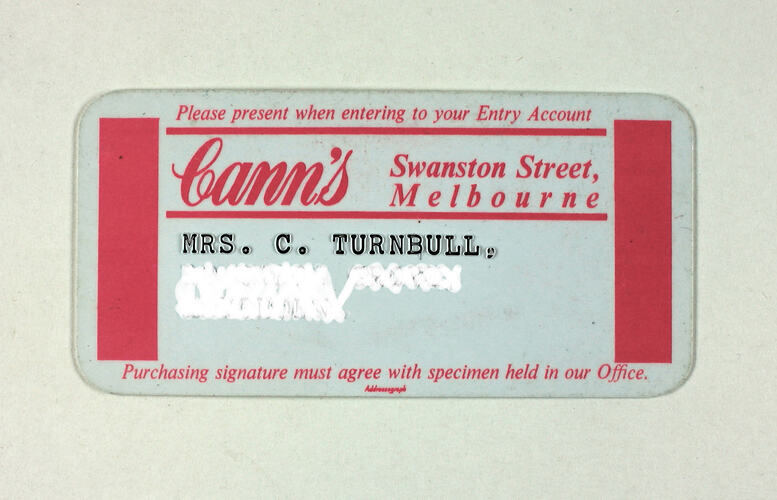 Please present when entering to your Entry Account
Cann's
Swanston Street,
Melbourne
MRS. C. TURNBULL,
Purchasing signature must agree with specimen held in our Office.
Addressograph